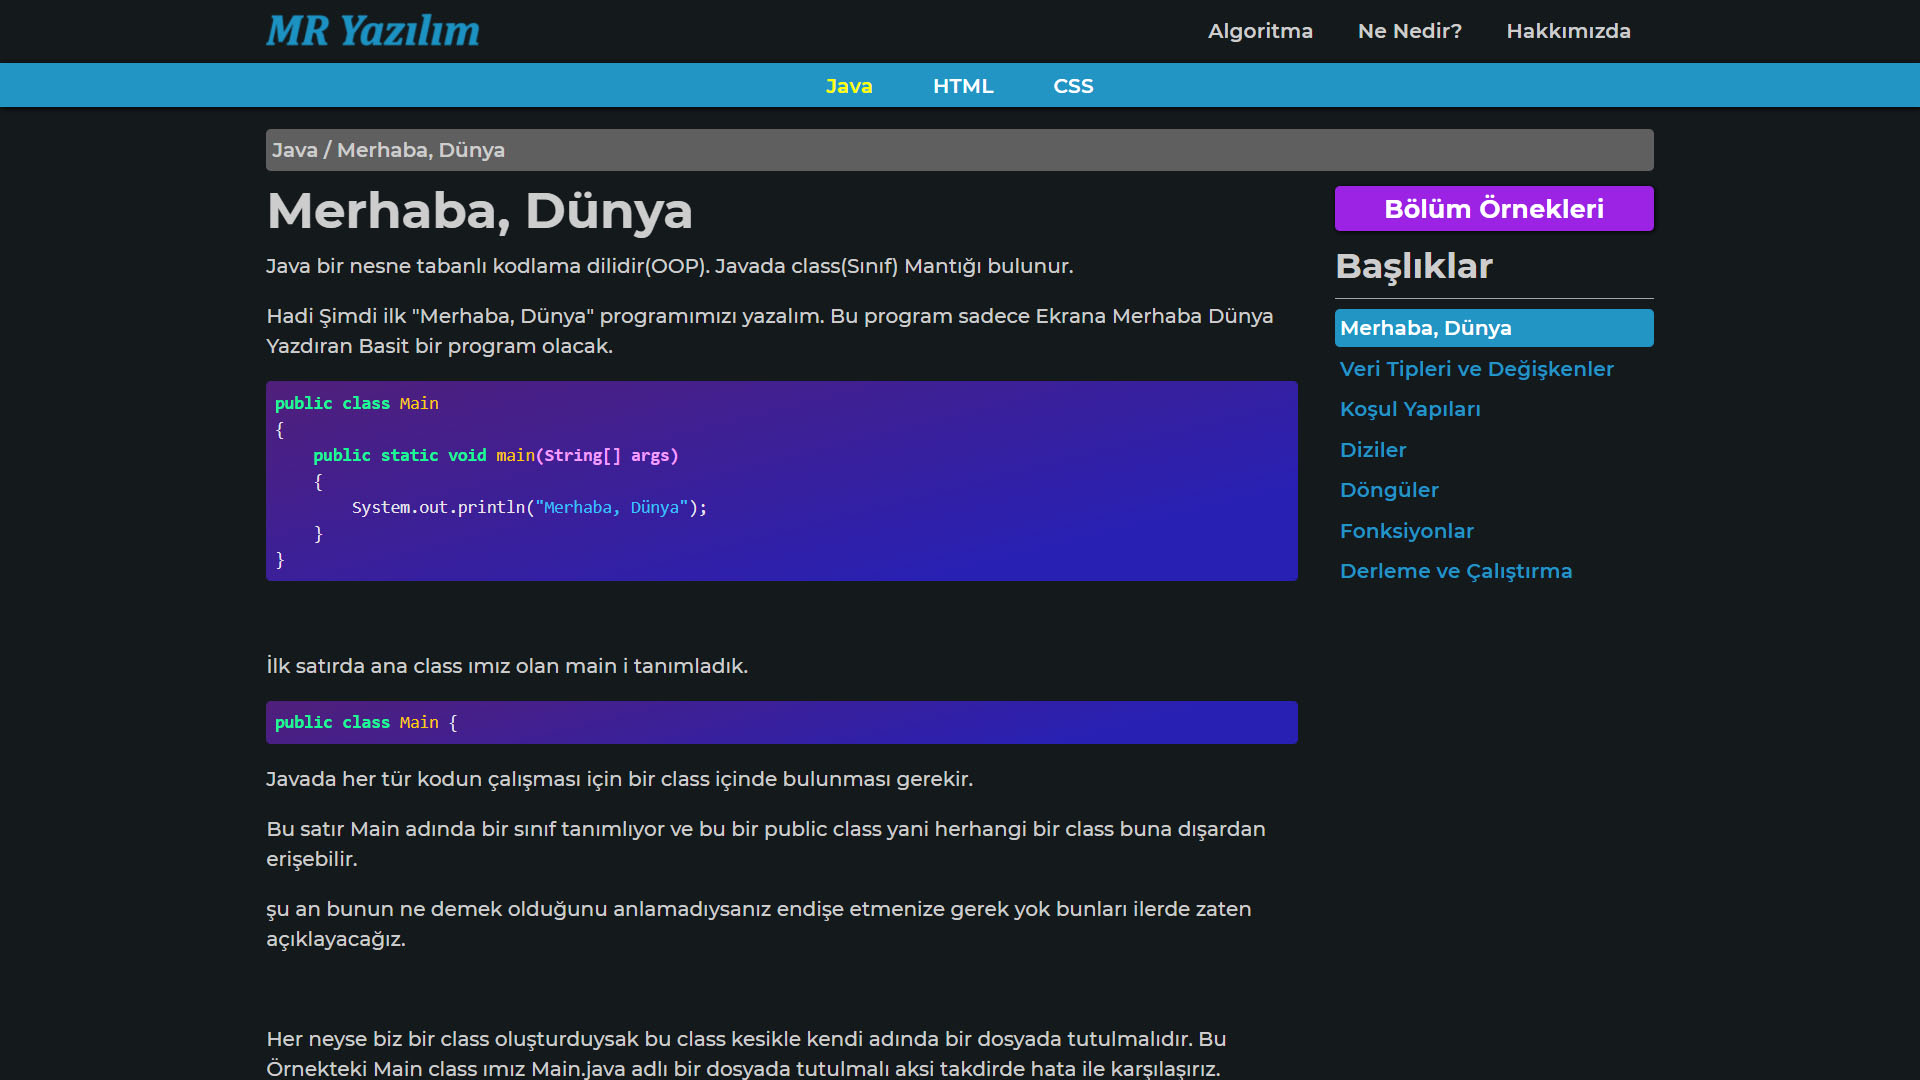 MR Yazılım
Algoritma
Ne Nedir?
Hakkımızda
Java
HTML
CSS
Java / Merhaba, Dünya
Merhaba, Dünya
Java bir nesne tabanlı kodlama dilidir(OOP). Javada class(Sınıf) Mantığı bulunur.
Hadi Şimdi ilk "Merhaba, Dünya" programımızı yazalım. Bu program sadece Ekrana Merhaba Dünya
Yazdıran Basit bir program olacak.
public class Main
{
    public static void main(String[] args)
    {
        System.out.println("Merhaba, Dünya");
    }
}
İlk satırda ana class ımız olan main i tanımladık.
public class Main {
Javada her tür kodun çalışması için bir class içinde bulunması gerekir.
Bu satır Main adında bir sınıf tanımlıyor ve bu bir public class yani herhangi bir class buna dışardan
erişebilir.
şu an bunun ne demek olduğunu anlamadıysanız endişe etmenize gerek yok bunları ilerde zaten
açıklayacağız.
Her neyse biz bir class oluşturduysak bu class kesikle kendi adında bir dosyada tutulmalıdır. Bu
Örnekteki Main class ımız Main.java adlı bir dosyada tutulmalı aksi takdirde hata ile karşılaşırız.
Bölüm Örnekleri
Başlıklar
Merhaba, Dünya
Veri Tipleri ve Değişkenler
Koşul Yapıları
Diziler
Döngüler
Fonksiyonlar
Derleme ve Çalıştırma